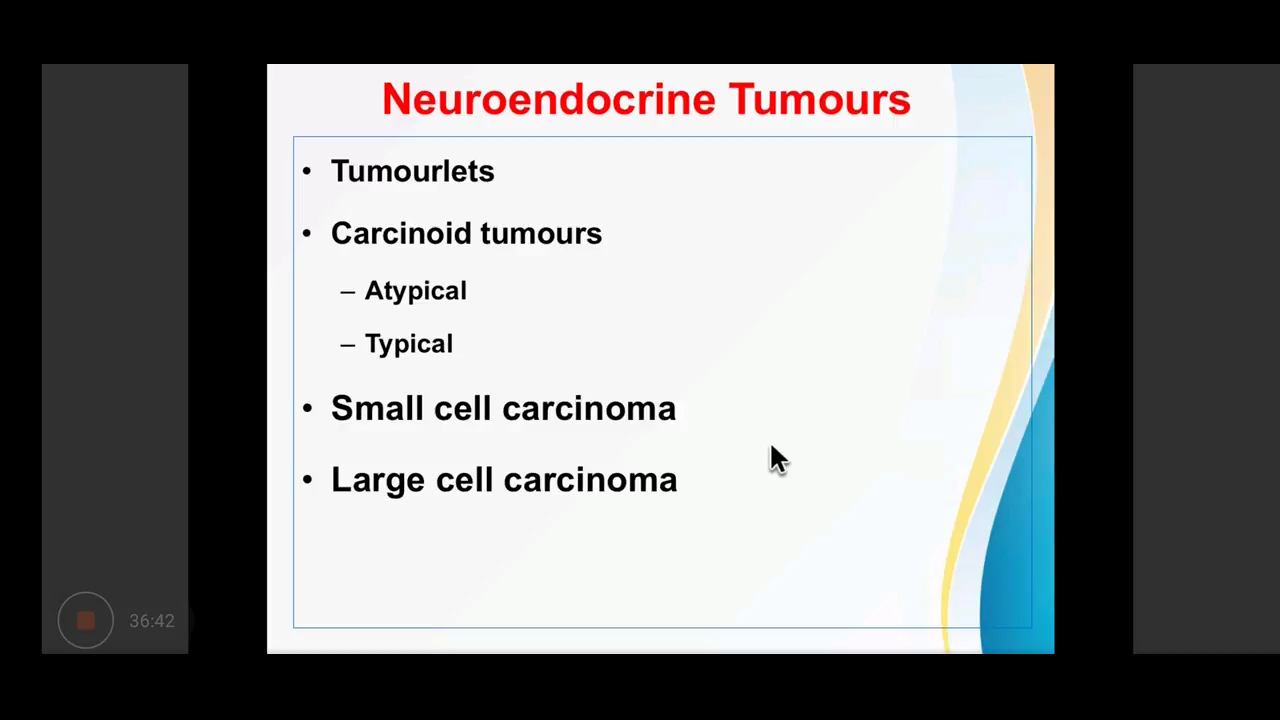 Neuroendocrine Tumours
• Tumourlets
• Carcinoid tumours
– Atypical
– Typical
• Small cell carcinoma
• Large cell carcinoma
36:42